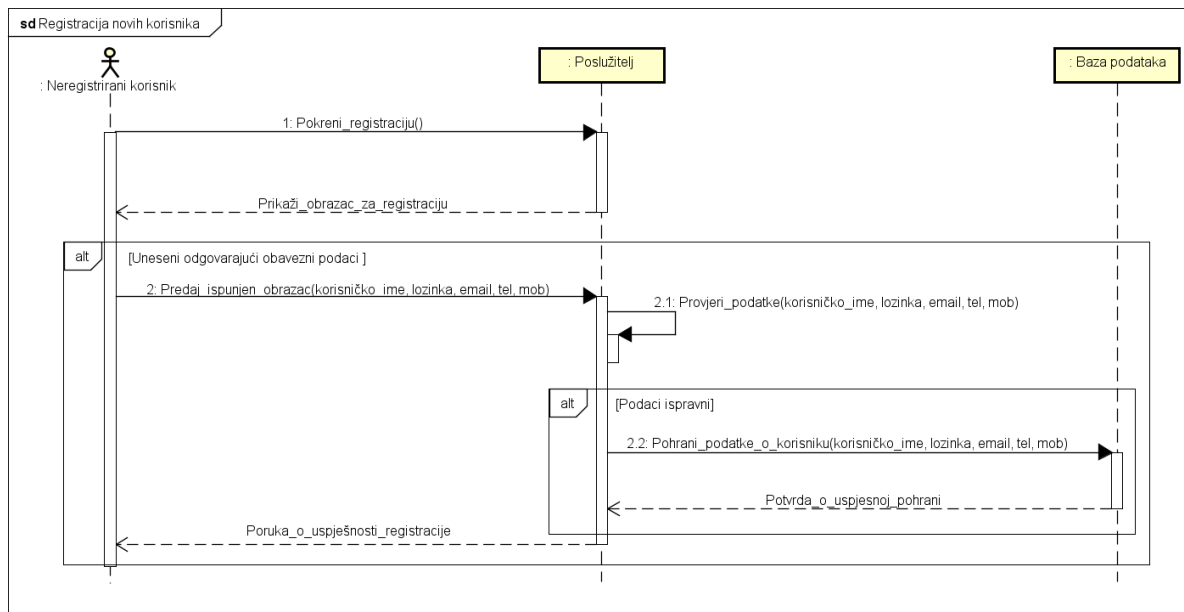 sd Registracija novih korisnika
: Neregistrirani korisnik
: Poslužitelj
: Baza podataka
1: Pokreni_registraciju()
Prikaži_obrazac_za_registraciju
alt
[Uneseni odgovarajući obavezni podaci ]
2: Predaj_ispunjen_obrazac(korisničko_ime, lozinka, email, tel, mob)
2.1: Provjeri_podatke(korisničko_ime, lozinka, email, tel, mob)
alt
[Podaci ispravni]
2.2: Pohrani_podatke_o_korisniku(korisničko_ime, lozinka, email, tel, mob)
Potvrda_o_uspjesnoj_pohrani
Poruka_o_uspješnosti_registracije